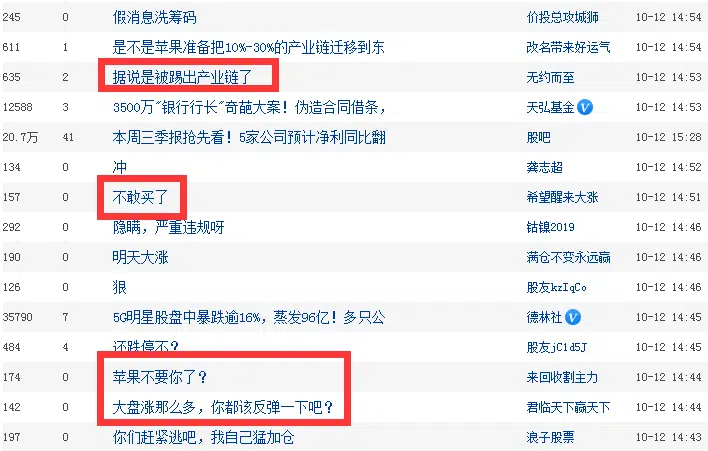 245 0 假消息洗筹码 价投总攻城狮 10-12 14:54
611 1 是不是苹果准备把10%-30%的产业链迁移到东 改名带来好运气 10-12 14:54
635 2 据说是被踢出产业链了 无约而至 10-12 14:53
12588 3 3500万"银行行长"奇葩大案！伪造合同借条， 天弘基金 V 10-12 14:53
20.7万 41 本周三季报抢先看！5家公司预计净利同比翻 股吧 10-12 15:28
134 0 冲 龚志超 10-12 14:52
157 0 不敢买了 希望醒来大涨 10-12 14:51
292 0 隐瞒，严重违规呀 钴镍2019 10-12 14:46
190 0 明天大涨 满仓不变永远赢 10-12 14:46
126 0 狠 股友kzIqCo 10-12 14:46
35790 7 5G明星股盘中暴跌逾16%，蒸发96亿！多只公 德林社 V 10-12 14:45
484 4 还跌停不？ 股友jC1d5J 10-12 14:45
174 0 苹果不要你了？ 来回收割主力 10-12 14:44
142 0 大盘涨那么多，你都该反弹一下吧？ 君临天下赢天下 10-12 14:44
197 0 你们赶紧逃吧，我自己猛加仓 浪子股票 10-12 14:43